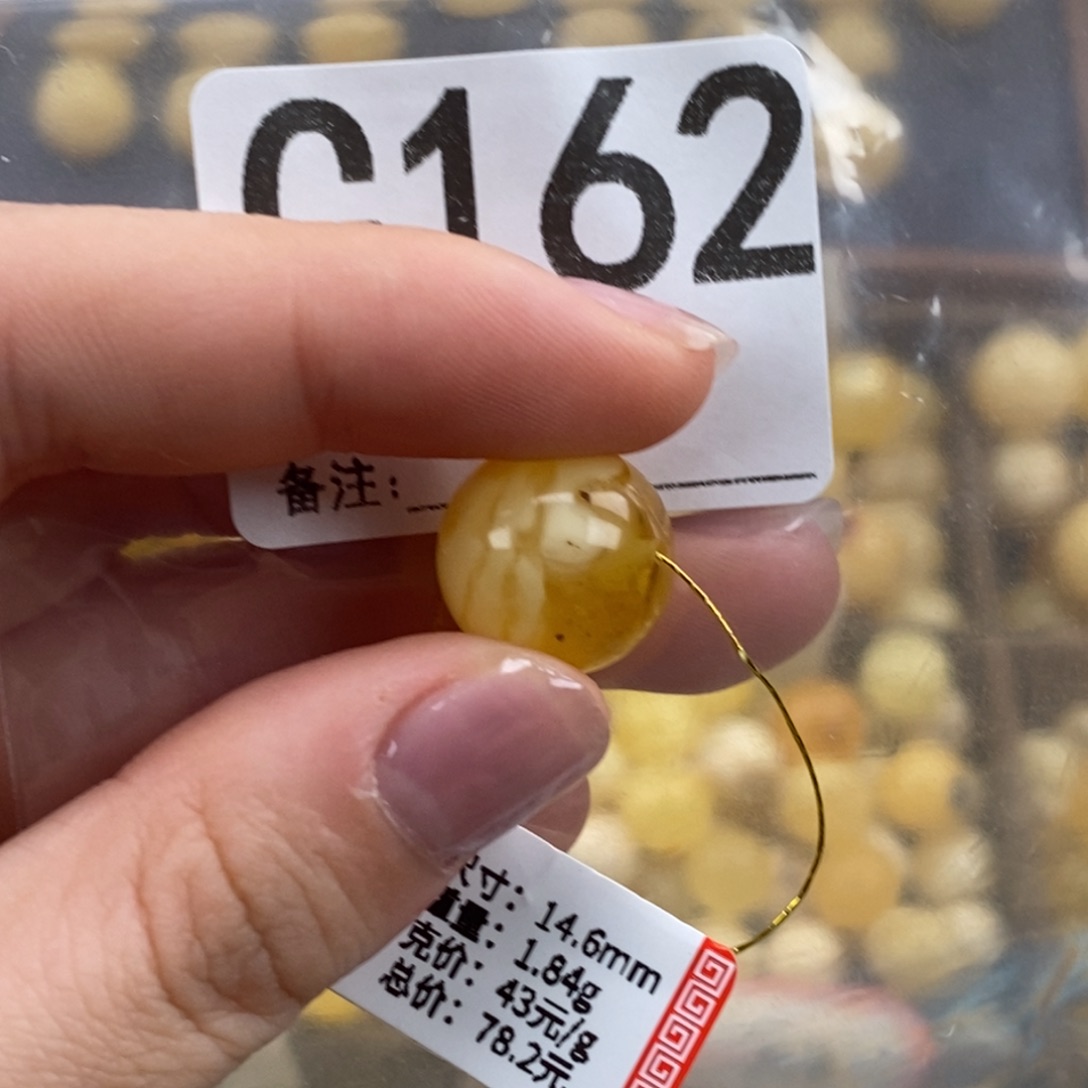 C162
备注:
尺寸: 14.6mm
重量: 1.84g
克价: 43元/g
总价: 78.2元